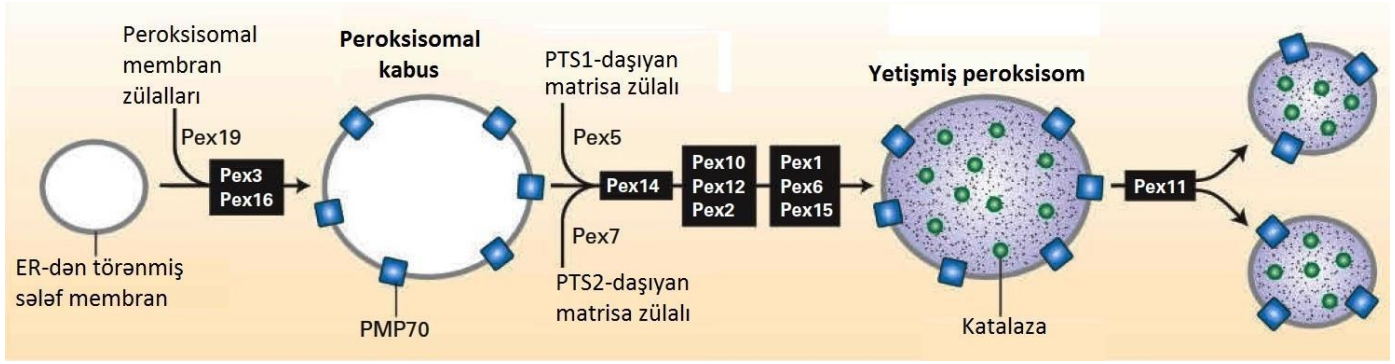 Peroksisomal
membran
zülalları
Pex19
Pex3
Pex16
ER-dən törənmiş
sələf membran
Peroksisomal
kabus
PMP70
PTS1-daşıyan
matrisa zülalı
Pex5
Pex14
Pex7
PTS2-daşıyan
matrisa zülalı
Pex10
Pex12
Pex2
Pex1
Pex6
Pex15
Yetişmiş peroksisom
Katalaza
Pex11